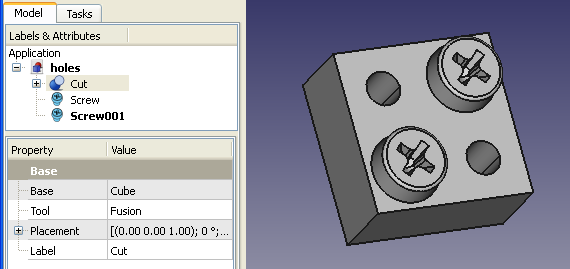 Model Tasks
Labels & Attributes
Application
holes
Cut
Screw
Screw001
Property Value
Base
Base Cube
Tool Fusion
Placement [(0.00 0.00 1.00); 0 °;...
Label Cut